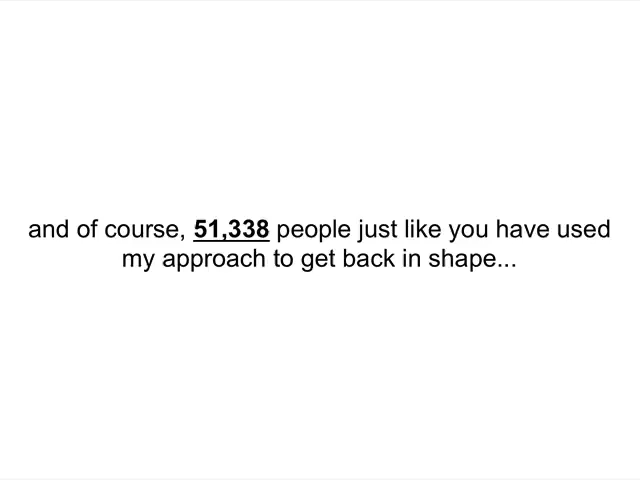 and of course, 51,338 people just like you have used
my approach to get back in shape...